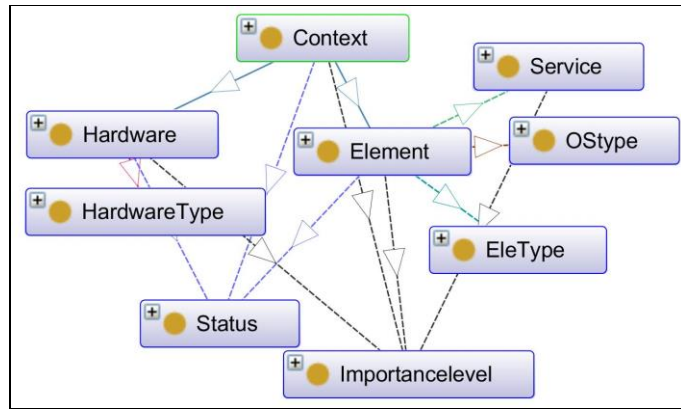 Context
Service
Hardware
OStype
Element
HardwareType
EleType
Status
Importancelevel